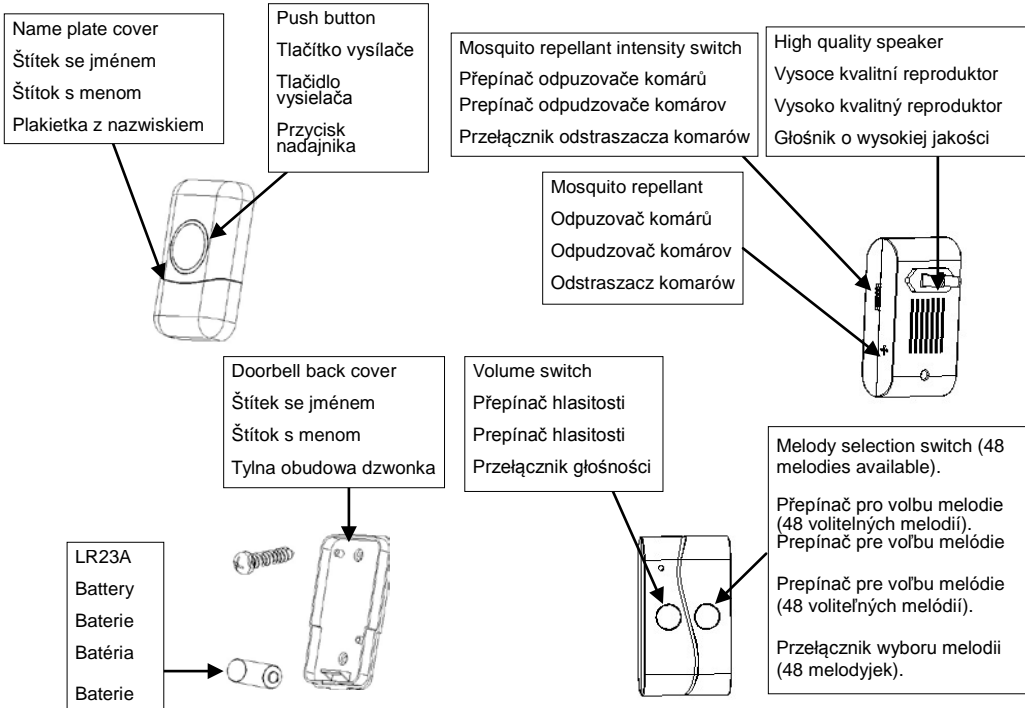 Name plate cover
Štítek se jménem
Štítok s menom
Plakietka z nazwiskiem
Push button
Tlačítko vysílače
Tlačidlo
vysielača
Przycisk
nadajnika
Mosquito repellant intensity switch
Přepínač odpuzovače komárů
Prepínač odpudzovače komárov
Przełącznik odstraszacza komarów
High quality speaker
Vysoce kvalitní reproduktor
Vysoko kvalitný reproduktor
Głośnik o wysokiej jakości
Mosquito repellant
Odpuzovač komárů
Odpudzovač komárov
Odstraszacz komarów
Doorbell back cover
Štítek se jménem
Štítok s menom
Tylna obudowa dzwonka
Volume switch
Přepínač hlasitosti
Prepínač hlasitosti
Przełącznik głośności
Melody selection switch (48
melodies available).
Přepínač pro volbu melodie
(48 volitelných melodií).
Prepínač pre voľbu melódie
Prepínač pre voľbu melódie
(48 voliteľných melódií).
Przełącznik wyboru melodii
(48 melodyjek).
LR23A
Battery
Baterie
Batéria
Baterie